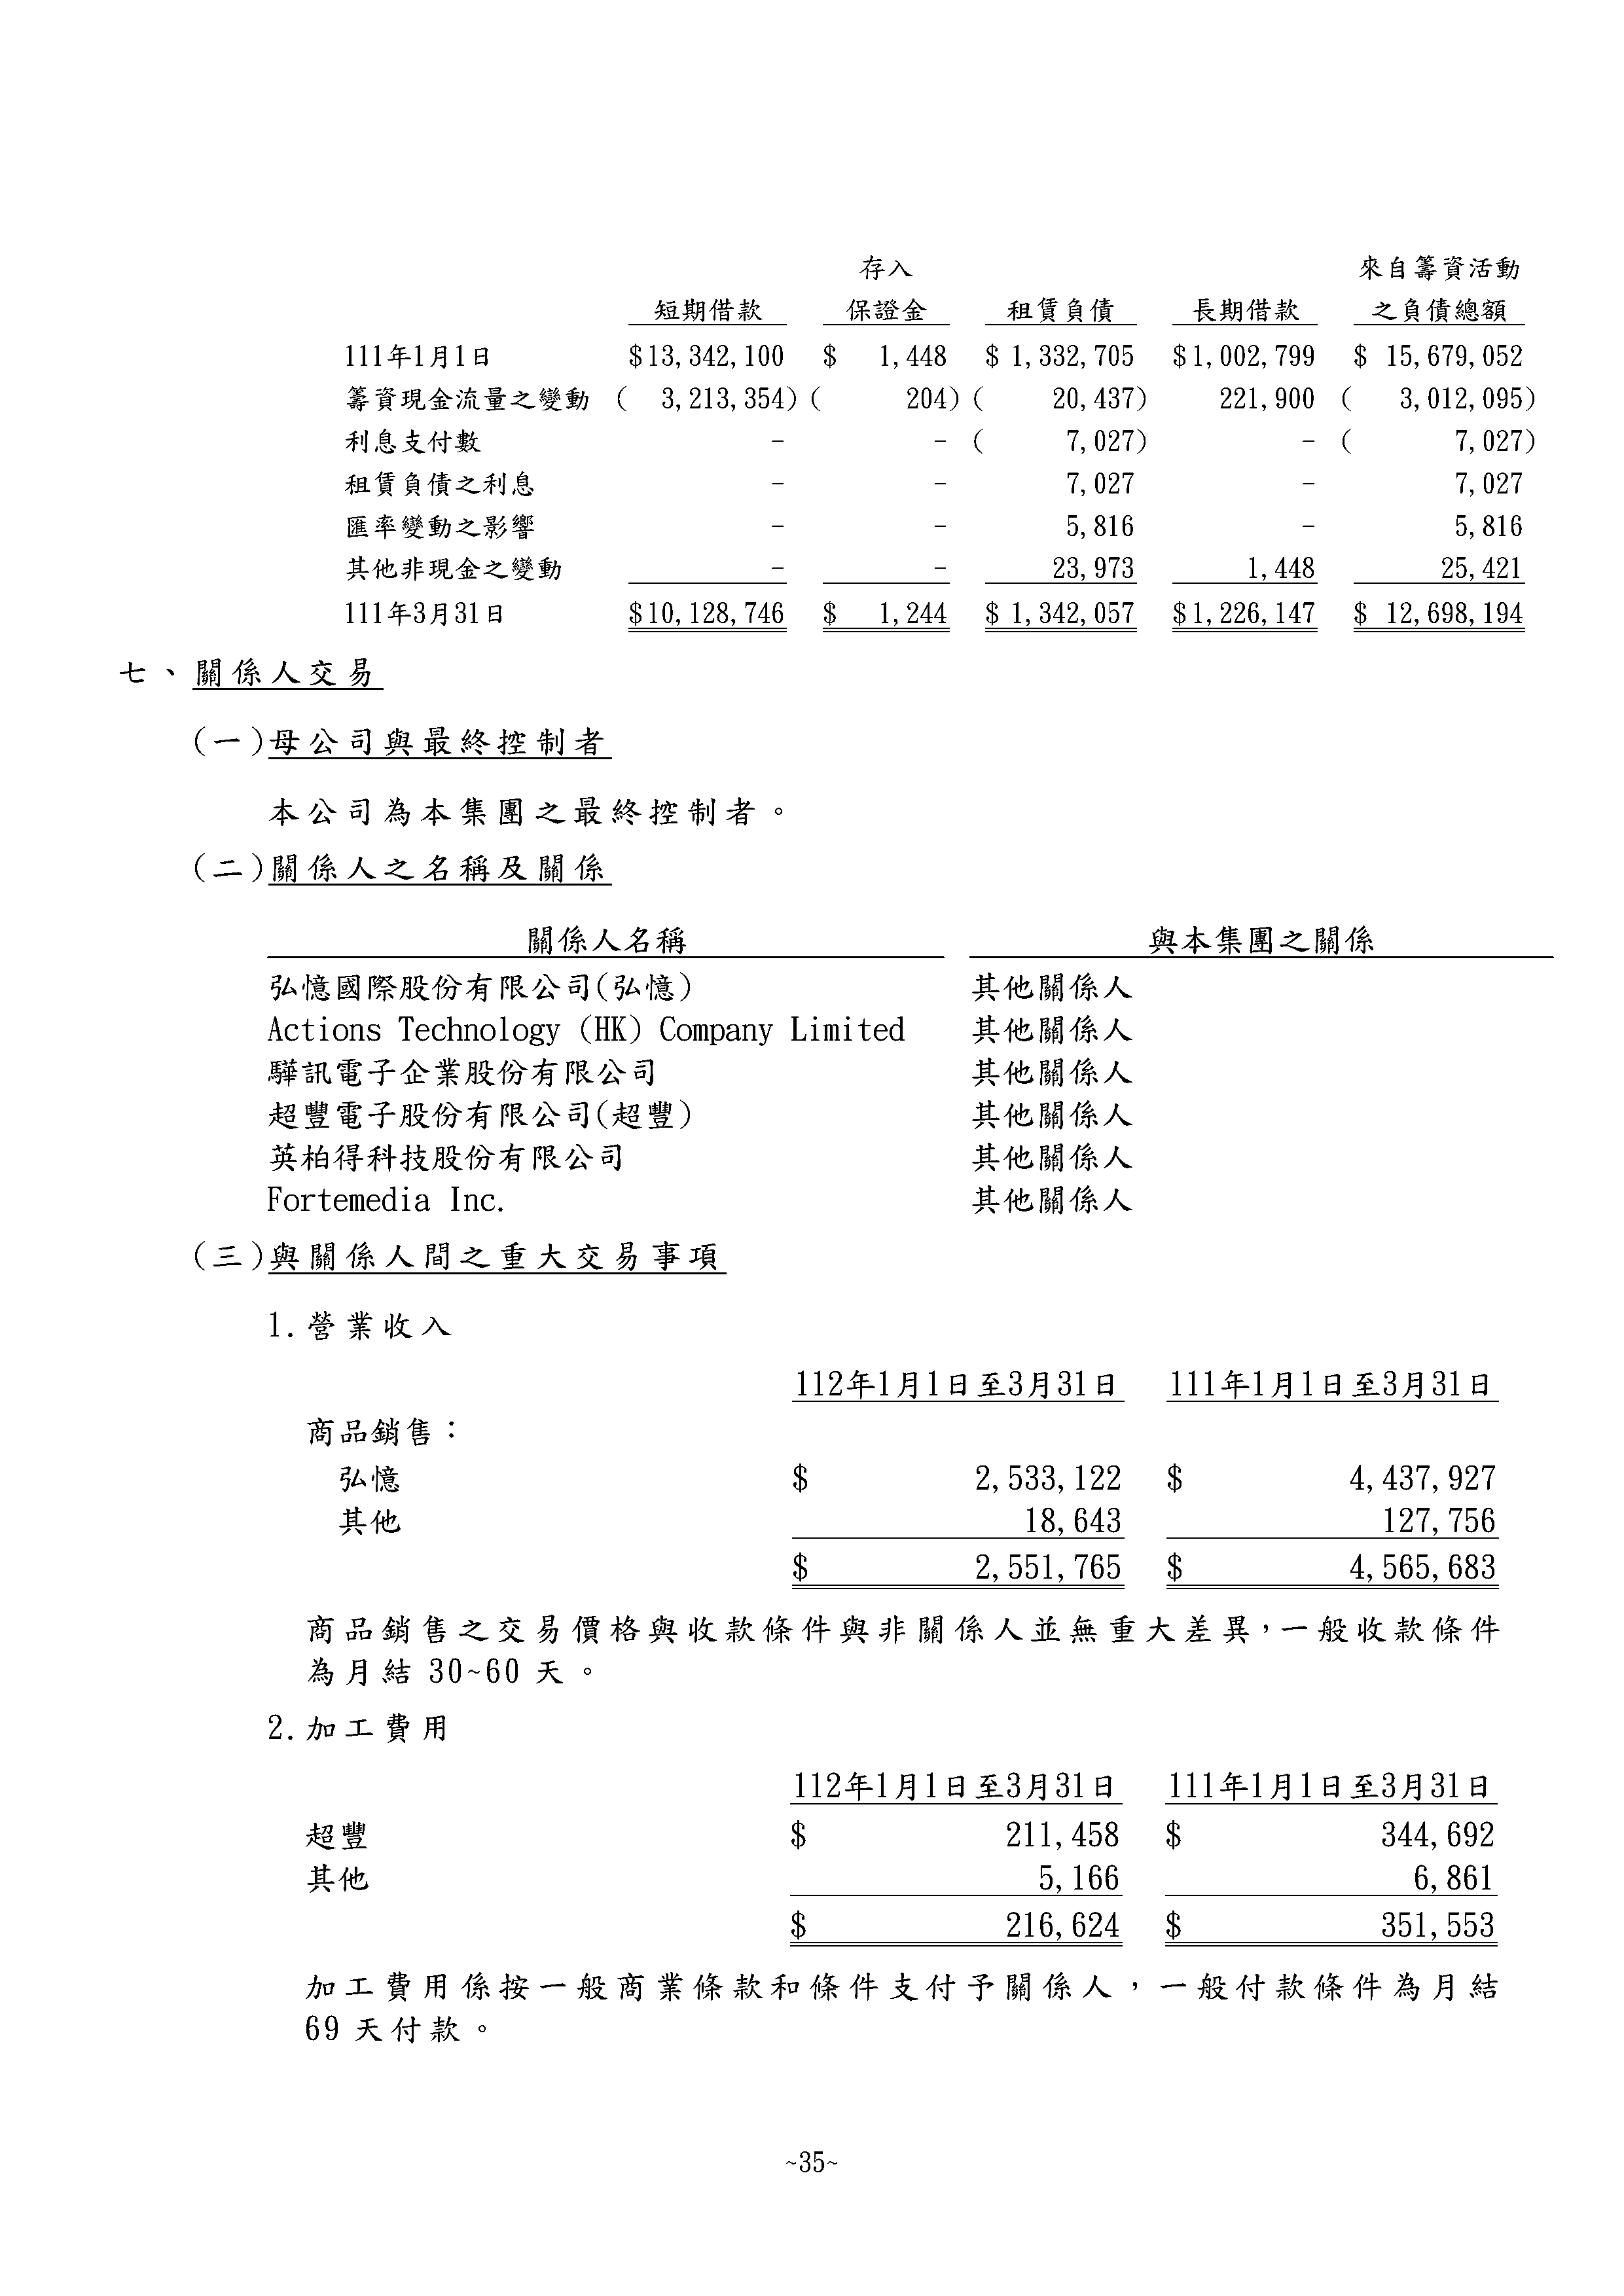 存入 來自籌資活動
短期借款 保證金 租賃負債 長期借款 之負債總額
111年1月1日 $13,342,100 $ 1,448 $ 1,332,705 $1,002,799 $ 15,679,052
籌資現金流量之變動 ( 3,213,354) ( 204) ( 20,437) 221,900 ( 3,012,095)
利息支付數 - - ( 7,027) - ( 7,027)
租賃負債之利息 - - 7,027 - 7,027
匯率變動之影響 - - 5,816 - 5,816
其他非現金之變動 - - 23,973 1,448 25,421
111年3月31日 $10,128,746 $ 1,244 $ 1,342,057 $1,226,147 $ 12,698,194
七、關係人交易
(一)母公司與最終控制者
本公司為本集團之最終控制者。
(二)關係人之名稱及關係
關係人名稱 與本集團之關係
弘憶國際股份有限公司(弘憶) 其他關係人
Actions Technology (HK) Company Limited 其他關係人
驊訊電子企業股份有限公司 其他關係人
超豐電子股份有限公司(超豐) 其他關係人
英柏得科技股份有限公司 其他關係人
Fortemedia Inc. 其他關係人
(三)與關係人間之重大交易事項
1.營業收入
112年1月1日至3月31日 111年1月1日至3月31日
商品銷售：
弘憶 $ 2,533,122 $ 4,437,927
其他 18,643 127,756
$ 2,551,765 $ 4,565,683
商品銷售之交易價格與收款條件與非關係人並無重大差異，一般收款條件
為月結 30~60 天。
2.加工費用
112年1月1日至3月31日 111年1月1日至3月31日
超豐 $ 211,458 $ 344,692
其他 5,166 6,861
$ 216,624 $ 351,553
加工費用係按一般商業條款和條件支付予關係人，一般付款條件為月結
69 天付款。
~35~